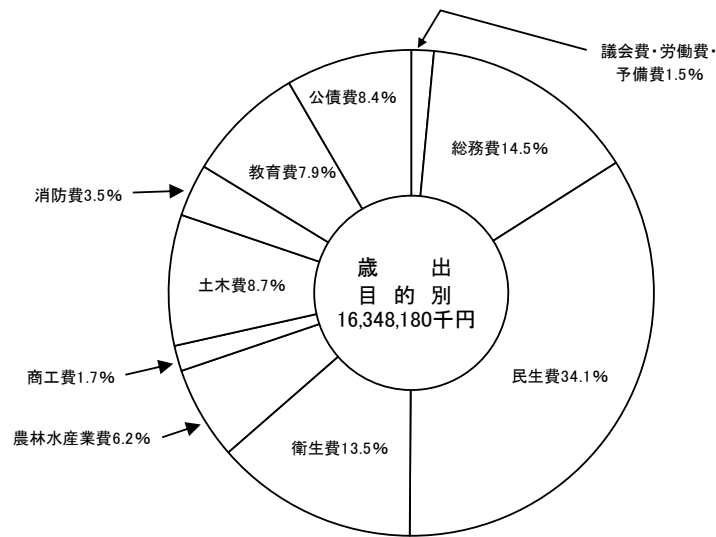 議会費・労働費・
予備費1.5%
総務費14.5%
民生費34.1%
衛生費13.5%
農林水産業費6.2%
商工費1.7%
土木費8.7%
消防費3.5%
教育費7.9%
公債費8.4%
歳 出
目 的 別
16,348,180千円